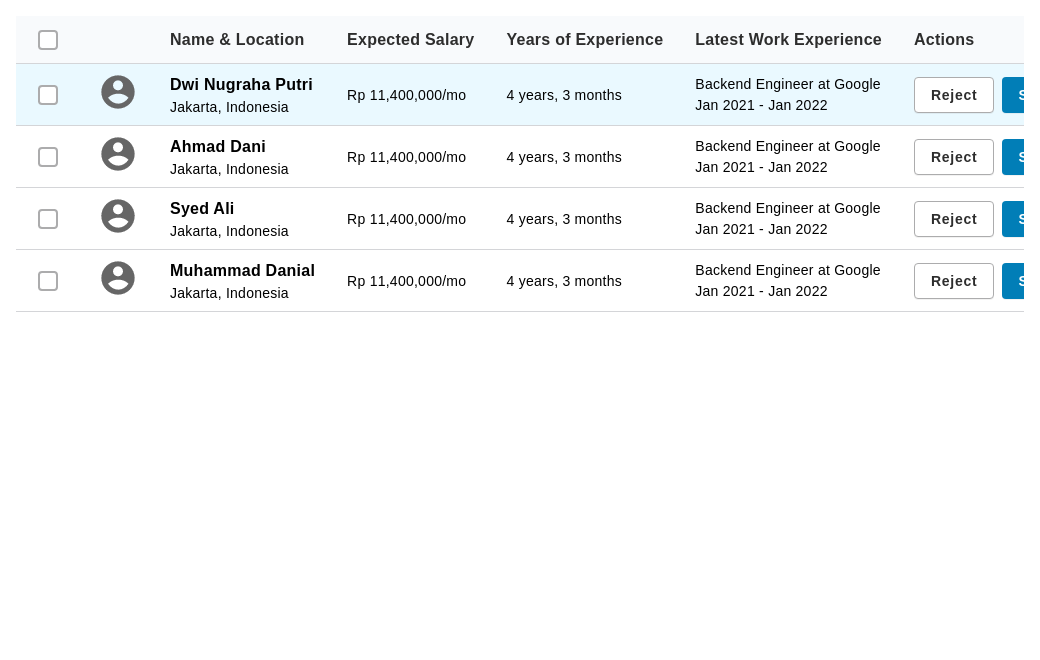 Name & Location Expected Salary Years of Experience Latest Work Experience Actions
Dwi Nugraha Putri
Jakarta, Indonesia
Rp 11,400,000/mo
4 years, 3 months
Backend Engineer at Google
Jan 2021 - Jan 2022
Reject
Ahmad Dani
Jakarta, Indonesia
Rp 11,400,000/mo
4 years, 3 months
Backend Engineer at Google
Jan 2021 - Jan 2022
Reject
Syed Ali
Jakarta, Indonesia
Rp 11,400,000/mo
4 years, 3 months
Backend Engineer at Google
Jan 2021 - Jan 2022
Reject
Muhammad Danial
Jakarta, Indonesia
Rp 11,400,000/mo
4 years, 3 months
Backend Engineer at Google
Jan 2021 - Jan 2022
Reject